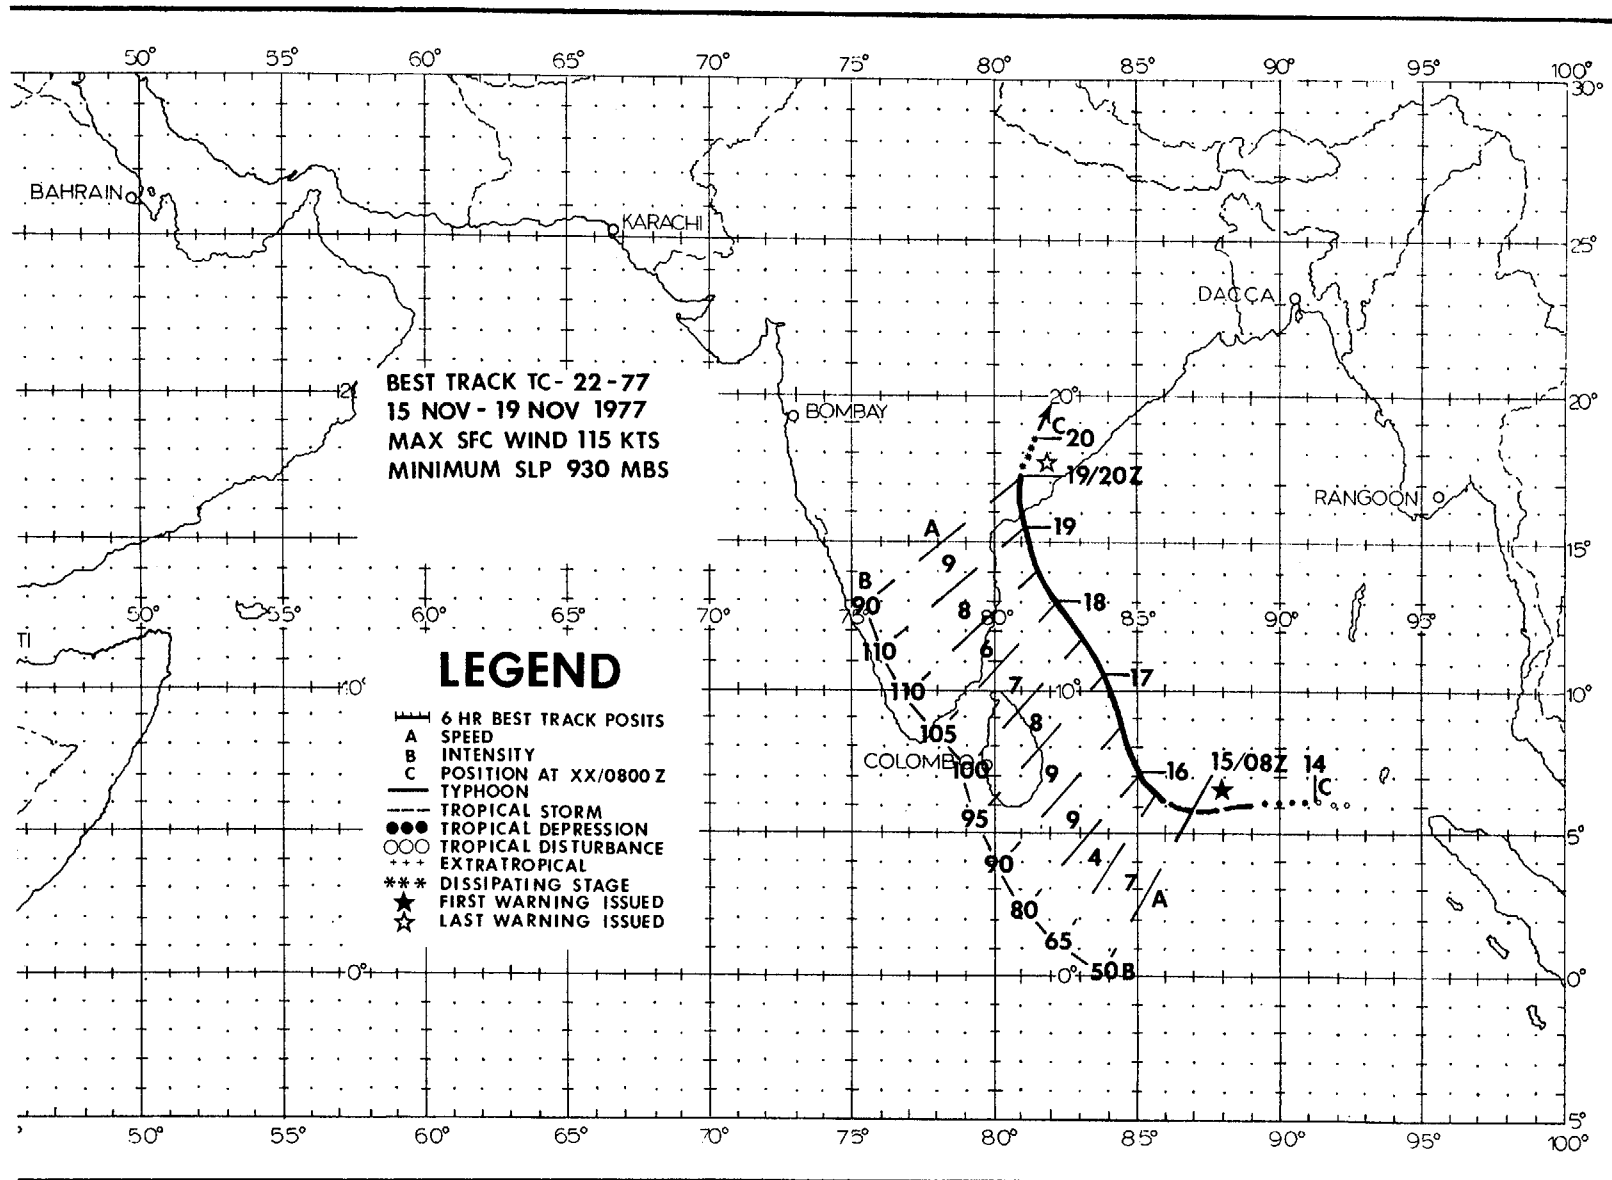 50° 55° 60° 65° 70° 75° 80° 85° 90° 95° 100°
30°
BAHRAIN
KARACHI
25°
DACCA
BEST TRACK TC- 22-77
15 NOV - 19 NOV 1977
MAX SFC WIND 115 KTS
MINIMUM SLP 930 MBS
BOMBAY
20°
20°
C
20
19/20Z
RANGOON
19
A
15°
9
B
90
8
18
50° 55° 60° 65° 70° 75° 80° 85° 90° 95°
TI
110
6
LEGEND
17
10°
110
7
10°
10°
6 HR BEST TRACK POSITS
A SPEED
B INTENSITY
C POSITION AT XX/0800 Z
TYPHOON
TROPICAL STORM
TROPICAL DEPRESSION
TROPICAL DISTURBANCE
EXTRATROPICAL
DISSIPATING STAGE
FIRST WARNING ISSUED
LAST WARNING ISSUED
105
8
COLOMBO
100
9
16
15/08Z
14
C
95
9
5°
90
4
80
7
A
65
50 B
0°
0°
0°
5°
50° 55° 60° 65° 70° 75° 80° 85° 90° 95° 100°